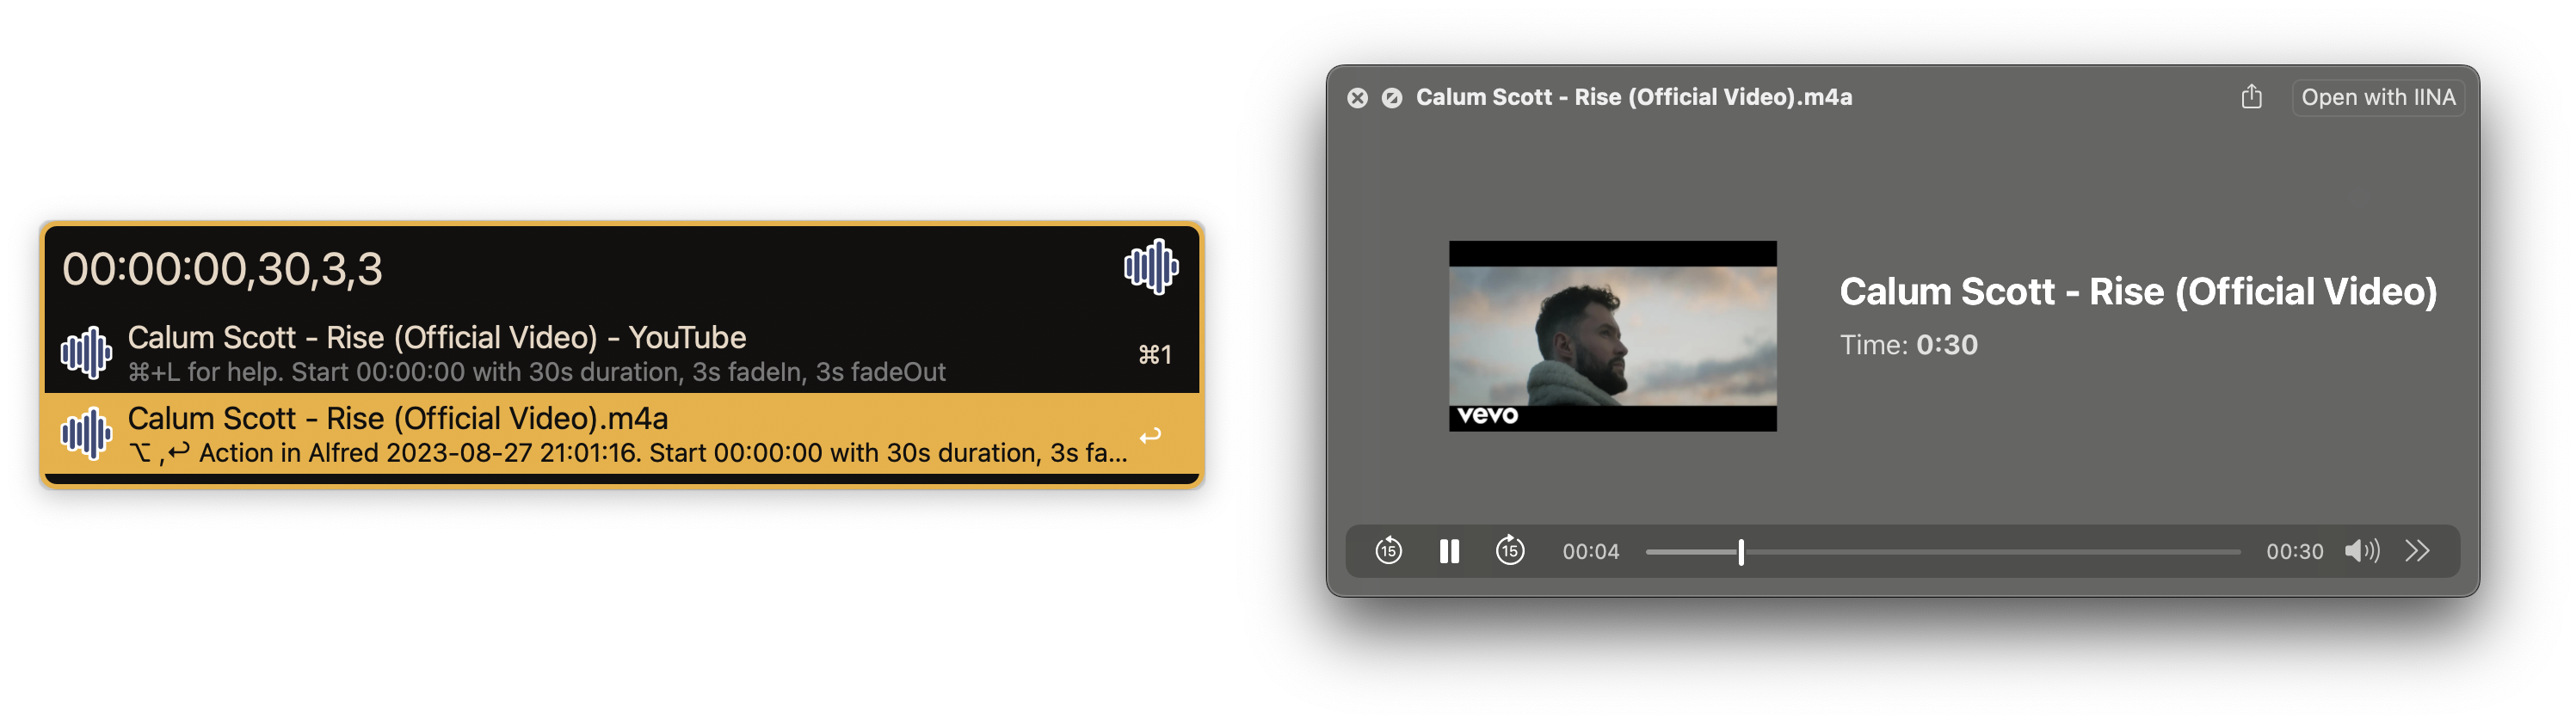 00:00:00,30,3,3
Calum Scott - Rise (Official Video) - YouTube
⌘+L for help. Start 00:00:00 with 30s duration, 3s fadeIn, 3s fadeOut
⌘1
Calum Scott - Rise (Official Video).m4a
⌥ ,↩ Action in Alfred 2023-08-27 21:01:16. Start 00:00:00 with 30s duration, 3s fa...
↩
Calum Scott - Rise (Official Video).m4a
Open with IINA
vevo
Calum Scott - Rise (Official Video)
Time: 0:30
15
15
00:04
00:30